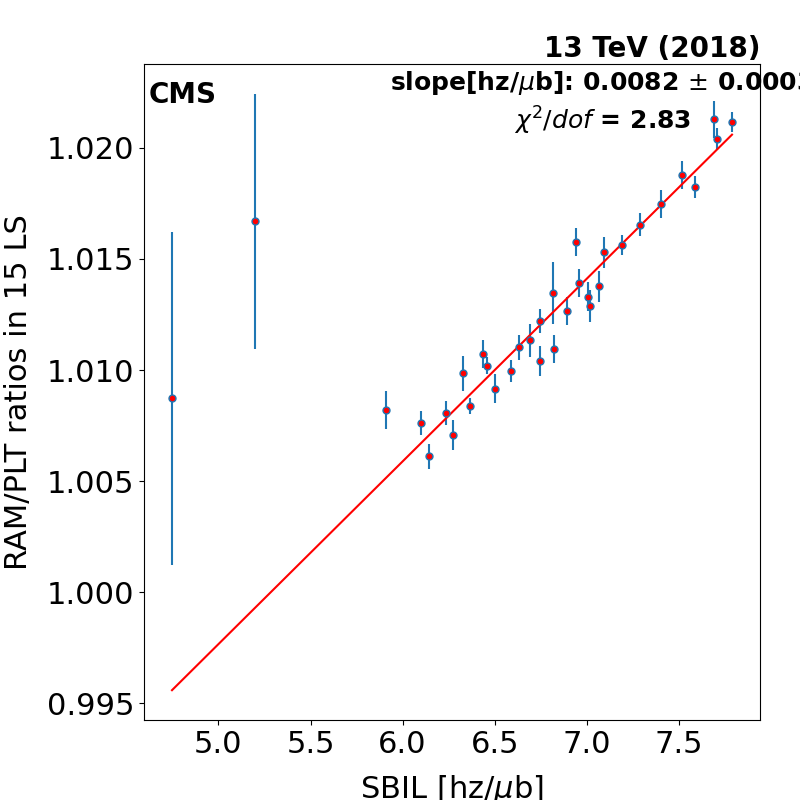 13 TeV (2018)
CMS
slope[hz/μb]: 0.0082 ± 0.0003
χ²/dof = 2.83
RAM/PLT ratios in 15 LS
1.020
1.015
1.010
1.005
1.000
0.995
5.0 5.5 6.0 6.5 7.0 7.5
SBIL [hz/μb]